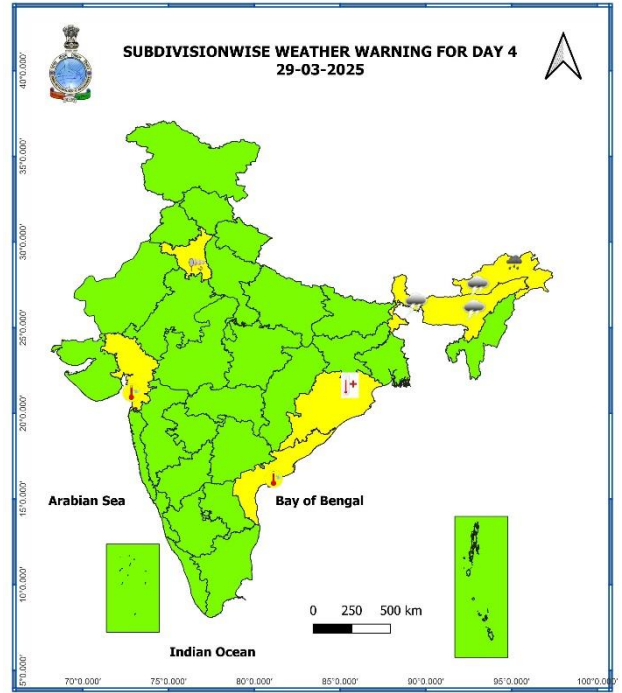 SUBDIVISIONWISE WEATHER WARNING FOR DAY 4
29-03-2025
40°0.000'
35°0.000'
30°0.000'
25°0.000'
20°0.000'
15°0.000'
10°0.000'
5°0.000'
Arabian Sea
Bay of Bengal
0 250 500 km
Indian Ocean
70°0.000' 75°0.000' 80°0.000' 85°0.000' 90°0.000' 95°0.000' 100°0.000'